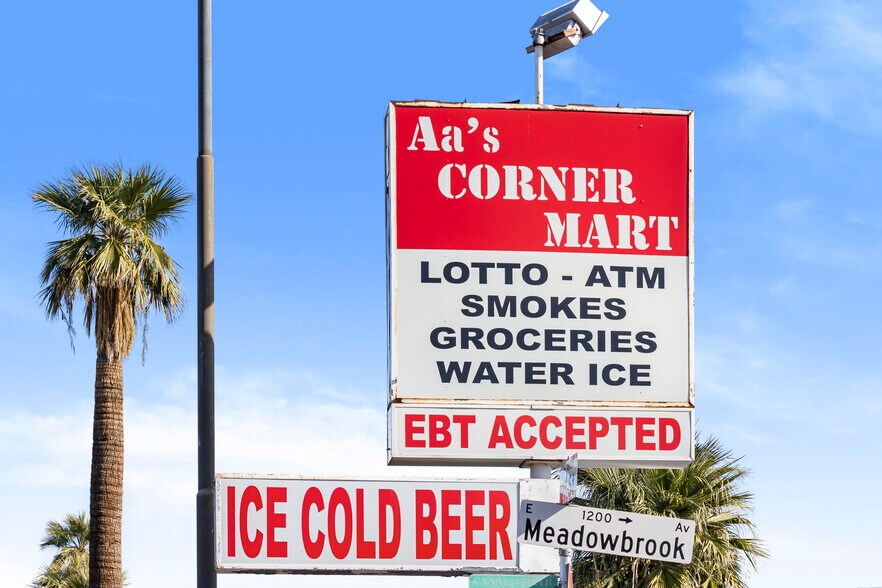 Aa's
CORNER
MART
LOTTO - ATM
SMOKES
GROCERIES
WATER ICE
EBT ACCEPTED
ICE COLD BEER
E 1200 → Av
Meadowbrook